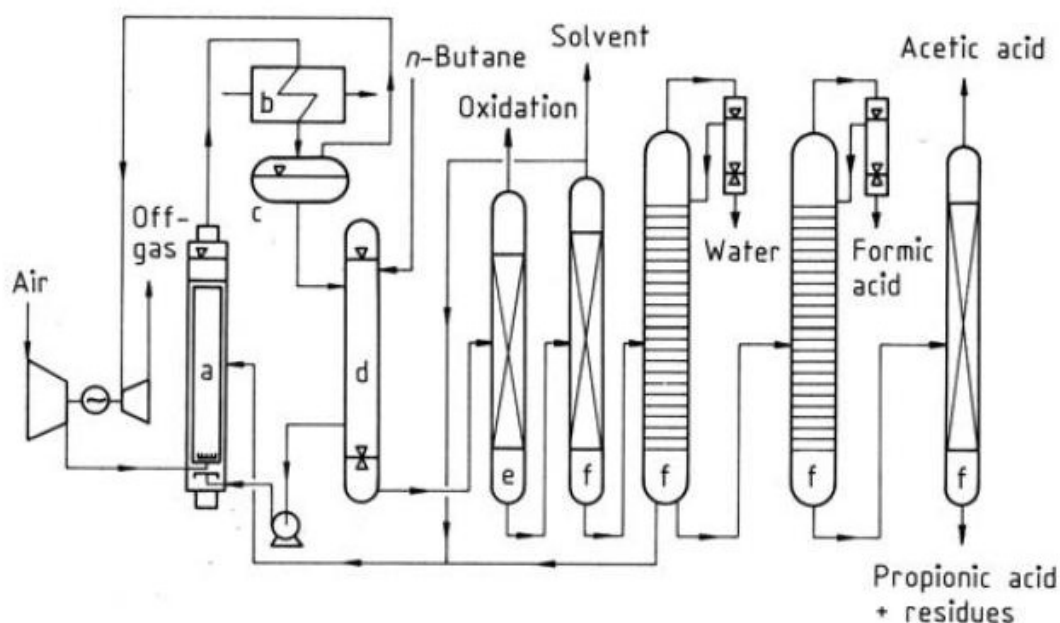 Solvent
n-Butane
Acetic acid
Oxidation
b
c
Off-
gas
Air
Water
Formic
acid
a
d
e
f
f
f
f
Propionic acid
+ residues